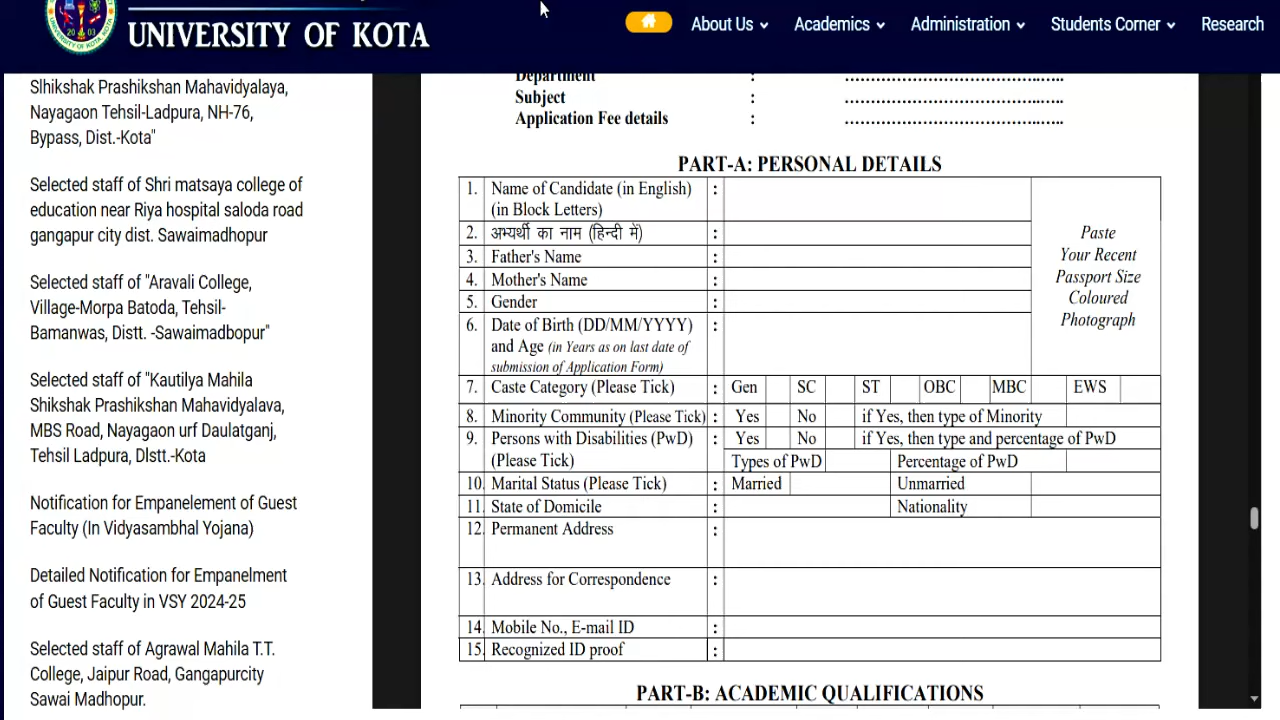 UNIVERSITY OF KOTA
About Us
Academics
Administration
Students Corner
Research
Slhikshak Prashikshan Mahavidyalaya,
Nayagaon Tehsil-Ladpura, NH-76,
Bypass, Dist.-Kota"
Selected staff of Shri matsaya college of
education near Riya hospital saloda road
gangapur city dist. Sawaimadhopur
Selected staff of "Aravali College,
Village-Morpa Batoda, Tehsil-
Bamanwas, Distt. -Sawaimadbopur"
Selected staff of "Kautilya Mahila
Shikshak Prashikshan Mahavidyalava,
MBS Road, Nayagaon urf Daulatganj,
Tehsil Ladpura, Dlstt.-Kota
Notification for Empanelement of Guest
Faculty (In Vidyasambhal Yojana)
Detailed Notification for Empanelment
of Guest Faculty in VSY 2024-25
Selected staff of Agrawal Mahila T.T.
College, Jaipur Road, Gangapurcity
Sawai Madhopur.
Department : ........................................
Subject : ........................................
Application Fee details : ........................................
PART-A: PERSONAL DETAILS
1. Name of Candidate (in English) :
(in Block Letters)
2. अभ्यर्थी का नाम (हिन्दी में) :
3. Father's Name :
4. Mother's Name :
5. Gender :
6. Date of Birth (DD/MM/YYYY) :
and Age (in Years as on last date of
submission of Application Form)
Paste
Your Recent
Passport Size
Coloured
Photograph
7. Caste Category (Please Tick) : Gen SC ST OBC MBC EWS
8. Minority Community (Please Tick) : Yes No if Yes, then type of Minority
9. Persons with Disabilities (PwD) : Yes No if Yes, then type and percentage of PwD
(Please Tick) Types of PwD Percentage of PwD
10. Marital Status (Please Tick) : Married Unmarried
11. State of Domicile : Nationality
12. Permanent Address :
13. Address for Correspondence :
14. Mobile No., E-mail ID :
15. Recognized ID proof :
PART-B: ACADEMIC QUALIFICATIONS